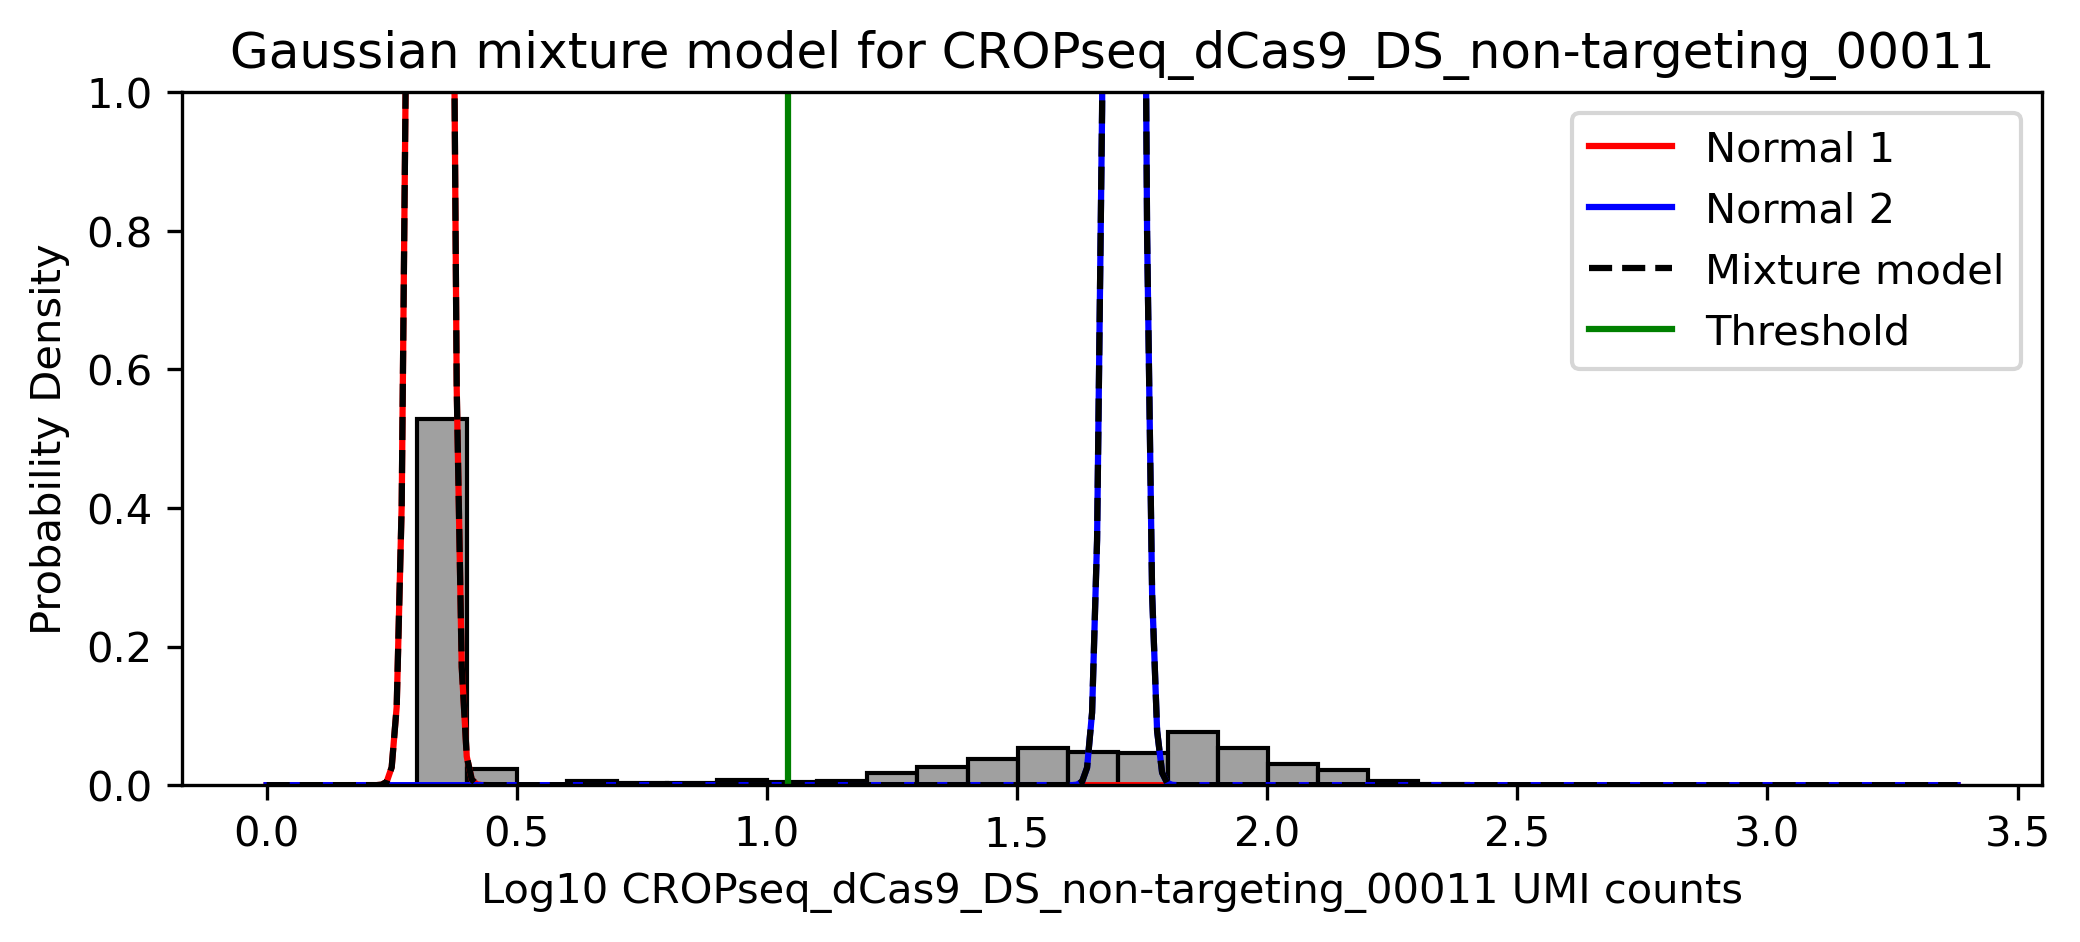 Gaussian mixture model for CROPseq_dCas9_DS_non-targeting_00011
1.0
0.8
0.6
0.4
0.2
0.0
Probability Density
Normal 1
Normal 2
Mixture model
Threshold
0.0 0.5 1.0 1.5 2.0 2.5 3.0 3.5
Log10 CROPseq_dCas9_DS_non-targeting_00011 UMI counts